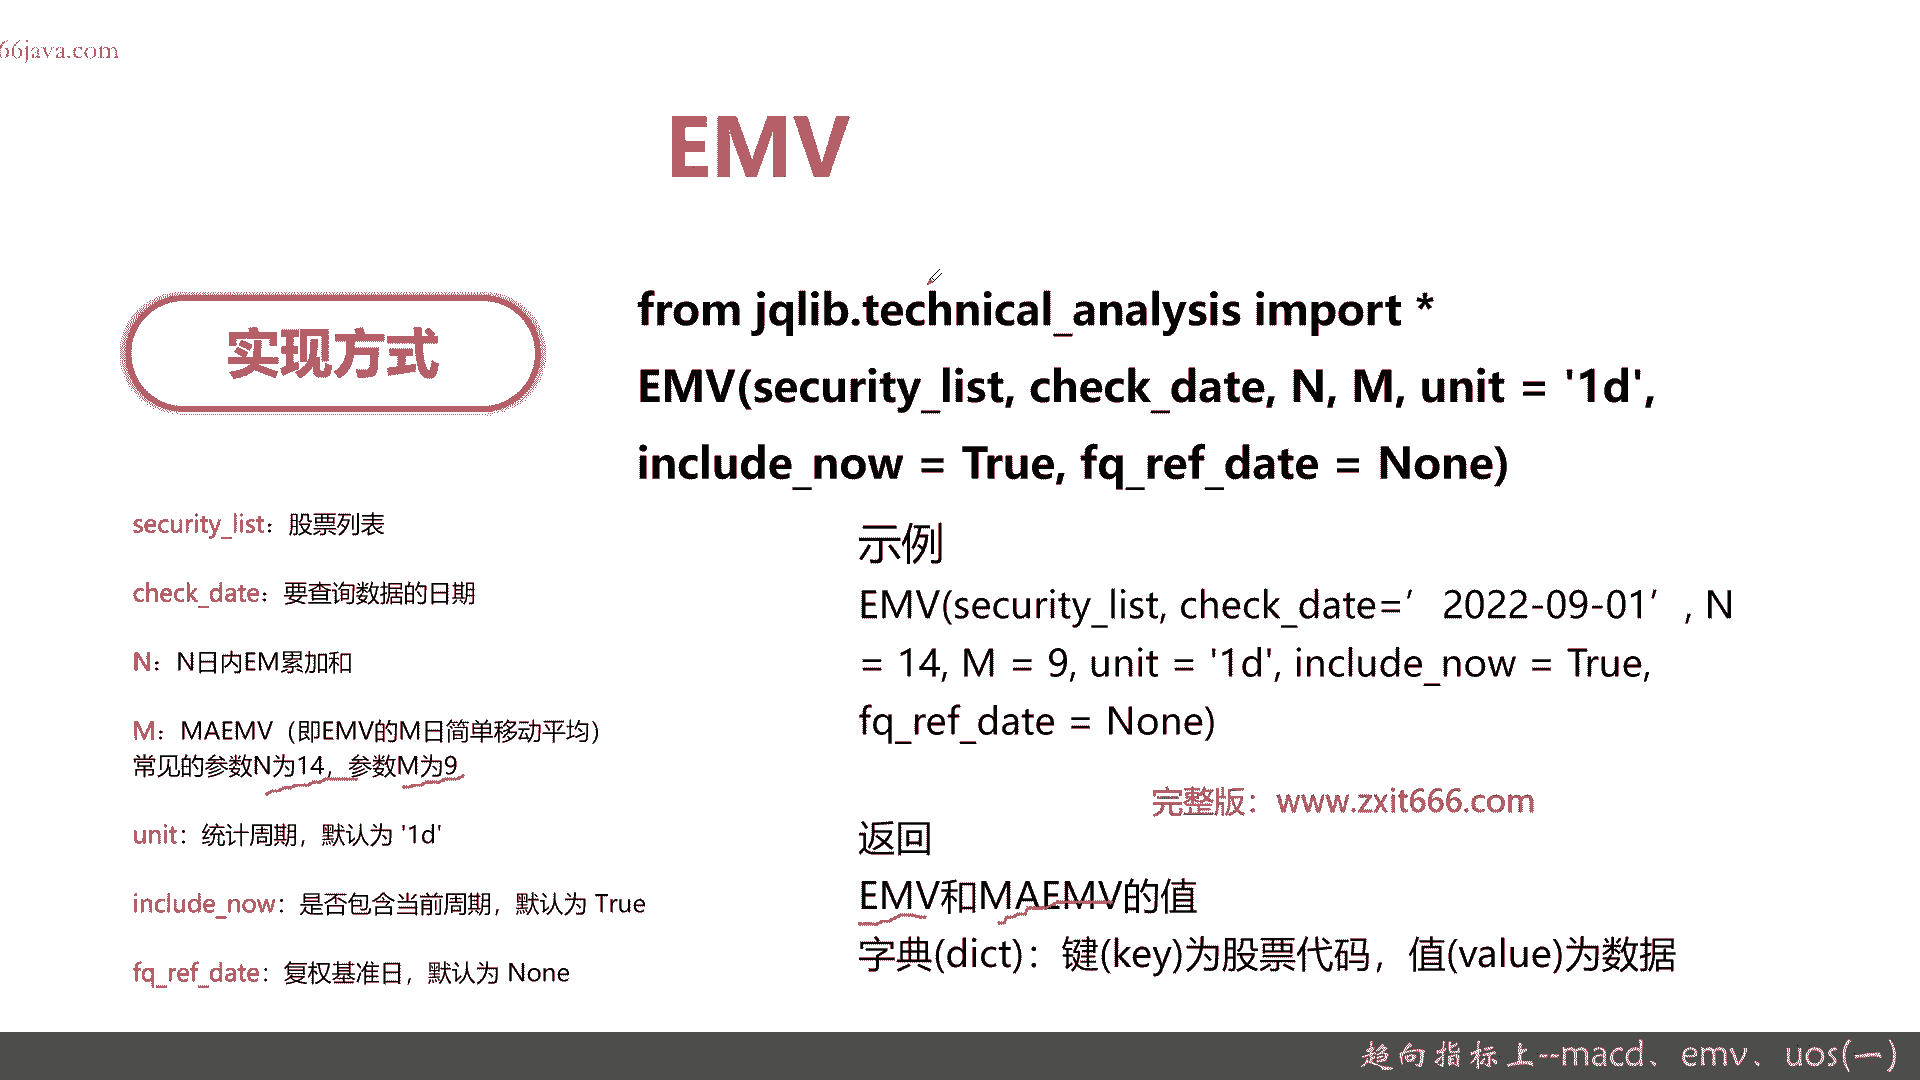 66java.com
EMV
实现方式
from jqlib.technical_analysis import *
EMV(security_list, check_date, N, M, unit = '1d',
include_now = True, fq_ref_date = None)
security_list：股票列表
check_date：要查询数据的日期
N：N日内EM累加和
M：MAEMV（即EMV的M日简单移动平均）
常见的参数N为14，参数M为9
unit：统计周期，默认为 '1d'
include_now：是否包含当前周期，默认为 True
fq_ref_date：复权基准日，默认为 None
示例
EMV(security_list, check_date=’2022-09-01’, N
= 14, M = 9, unit = '1d', include_now = True,
fq_ref_date = None)
完整版：www.zxit666.com
返回
EMV和MAEMV的值
字典(dict)：键(key)为股票代码，值(value)为数据
趋向指标上--macd、emv、uos(一)